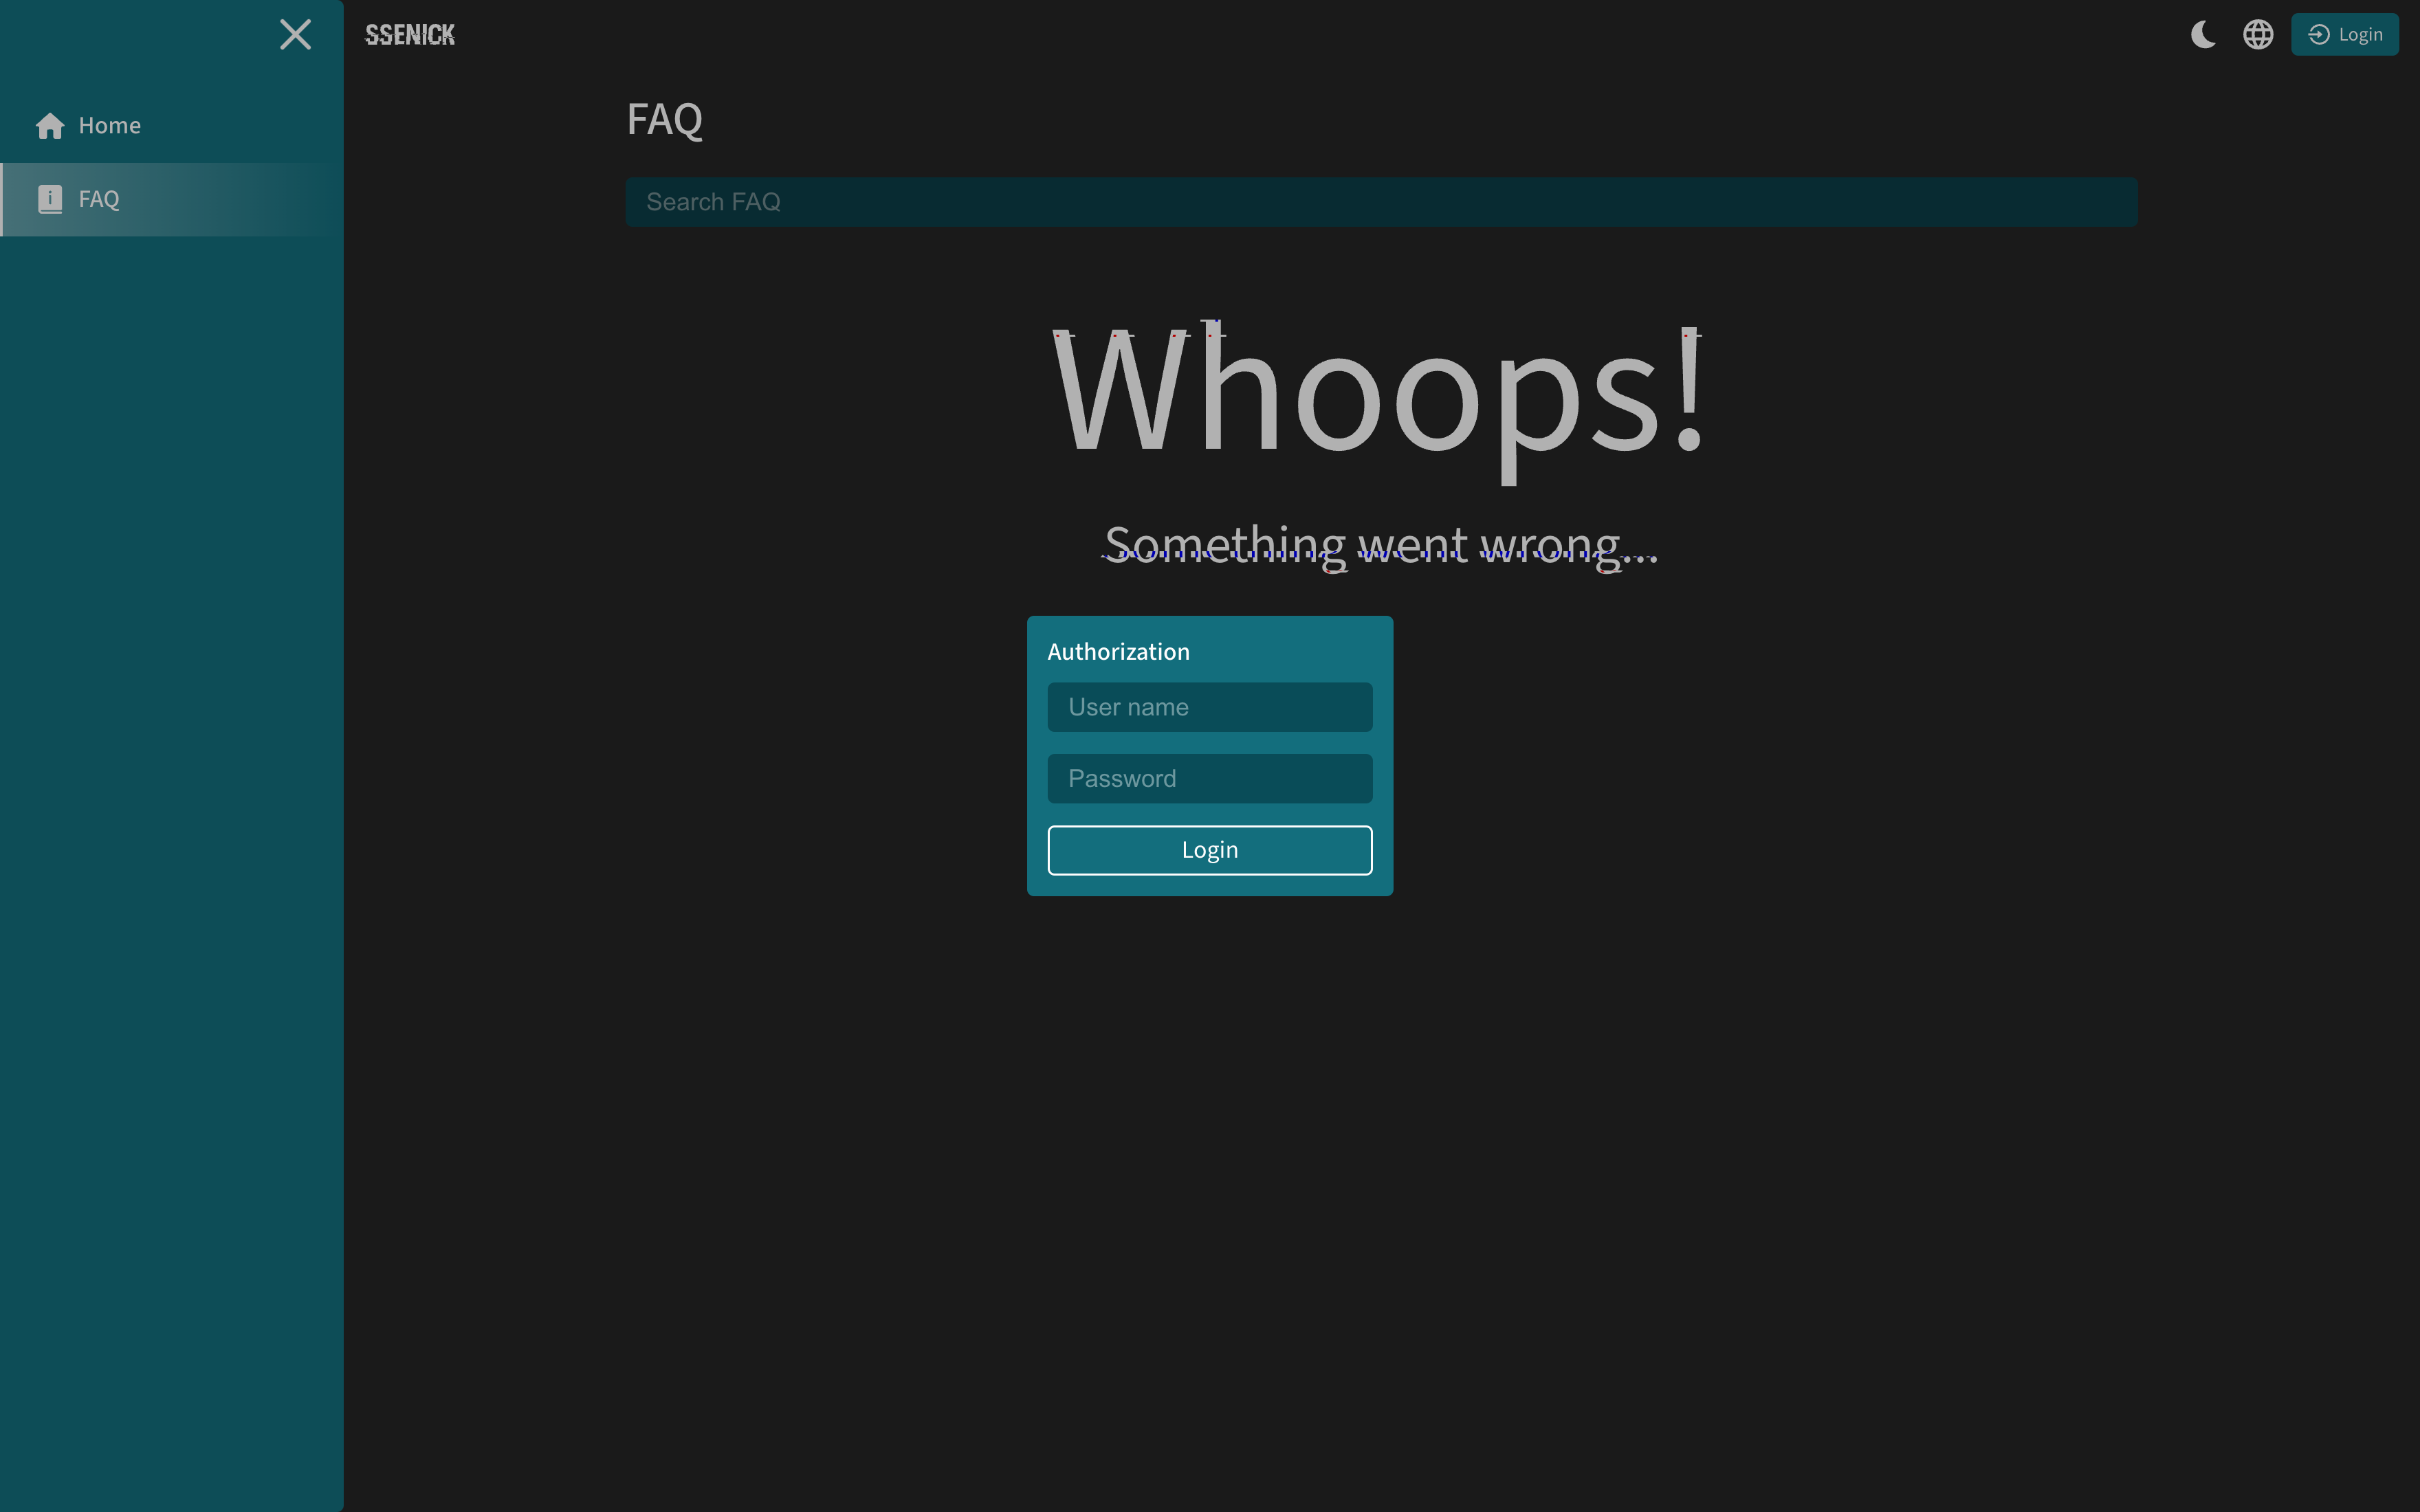 SSENICK
Login
Home
FAQ
FAQ
Search FAQ
Whoops!
Something went wrong...
Authorization
User name
Password
Login